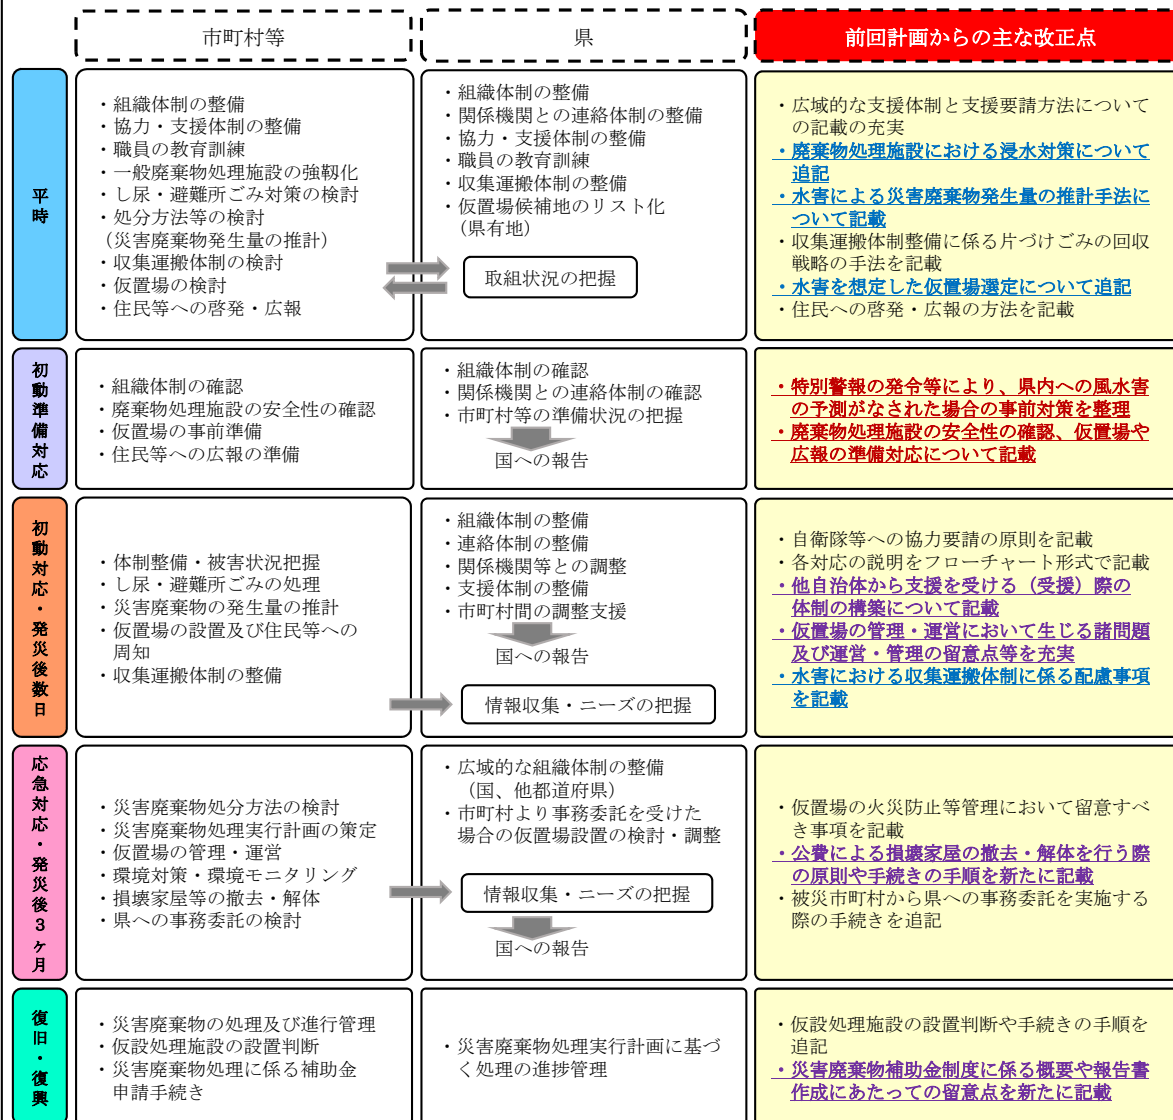 市町村等
県
前回計画からの主な改正点
平時
・組織体制の整備
・協力・支援体制の整備
・職員の教育訓練
・一般廃棄物処理施設の強靱化
・し尿・避難所ごみ対策の検討
・処分方法等の検討
（災害廃棄物発生量の推計）
・収集運搬体制の検討
・仮置場の検討
・住民等への啓発・広報
・組織体制の整備
・関係機関との連絡体制の整備
・協力・支援体制の整備
・職員の教育訓練
・収集運搬体制の整備
・仮置場候補地のリスト化
（県有地）
取組状況の把握
・広域的な支援体制と支援要請方法について
の記載の充実
・廃棄物処理施設における浸水対策について
追記
・水害による災害廃棄物発生量の推計手法に
ついて記載
・収集運搬体制整備に係る片づけごみの回収
戦略の手法を記載
・水害を想定した仮置場選定について追記
・住民への啓発・広報の方法を記載
初動準備対応
・組織体制の確認
・廃棄物処理施設の安全性の確認
・仮置場の事前準備
・住民等への広報の準備
・組織体制の確認
・関係機関との連絡体制の確認
・市町村等の準備状況の把握
国への報告
・特別警報の発令等により、県内への風水害
の予測がなされた場合の事前対策を整理
・廃棄物処理施設の安全性の確認、仮置場や
広報の準備対応について記載
初動対応・発災後数日
・体制整備・被害状況把握
・し尿・避難所ごみの処理
・災害廃棄物の発生量の推計
・仮置場の設置及び住民等への
周知
・収集運搬体制の整備
・組織体制の整備
・連絡体制の整備
・関係機関等との調整
・支援体制の整備
・市町村間の調整支援
国への報告
情報収集・ニーズの把握
・自衛隊等への協力要請の原則を記載
・各対応の説明をフローチャート形式で記載
・他自治体から支援を受ける（受援）際の
体制の構築について記載
・仮置場の管理・運営において生じる諸問題
及び運営・管理の留意点等を充実
・水害における収集運搬体制に係る配慮事項
を記載
応急対応・発災後３ヶ月
・災害廃棄物処分方法の検討
・災害廃棄物処理実行計画の策定
・仮置場の管理・運営
・環境対策・環境モニタリング
・損壊家屋等の撤去・解体
・県への事務委託の検討
・広域的な組織体制の整備
（国、他都道府県）
・市町村より事務委託を受けた
場合の仮置場設置の検討・調整
情報収集・ニーズの把握
国への報告
・仮置場の火災防止等管理において留意すべ
き事項を記載
・公費による損壊家屋の撤去・解体を行う際
の原則や手続きの手順を新たに記載
・被災市町村から県への事務委託を実施する
際の手続きを追記
復旧・復興
・災害廃棄物の処理及び進行管理
・仮設処理施設の設置判断
・災害廃棄物処理に係る補助金
申請手続き
・災害廃棄物処理実行計画に基づ
く処理の進捗管理
・仮設処理施設の設置判断や手続きの手順を
追記
・災害廃棄物補助金制度に係る概要や報告書
作成にあたっての留意点を新たに記載